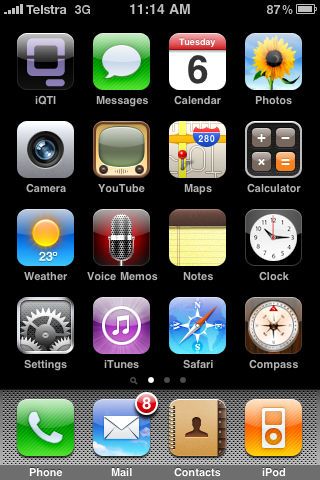 Telstra 3G 11:14 AM 87%
Tuesday
6
iQTI Messages Calendar Photos
280
Camera YouTube Maps Calculator
23°
Weather Voice Memos Notes Clock
Settings iTunes Safari Compass
8
Phone Mail Contacts iPod